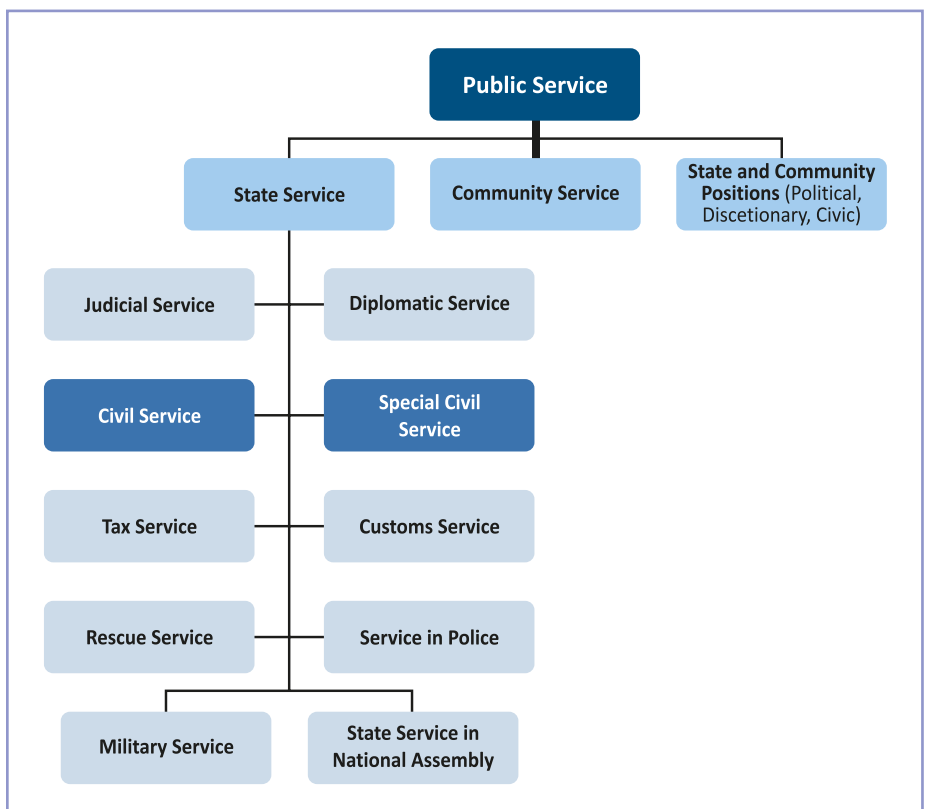 Public Service
State Service
Community Service
State and Community
Positions (Political,
Discetionary, Civic)
Judicial Service
Diplomatic Service
Civil Service
Special Civil
Service
Tax Service
Customs Service
Rescue Service
Service in Police
Military Service
State Service in
National Assembly